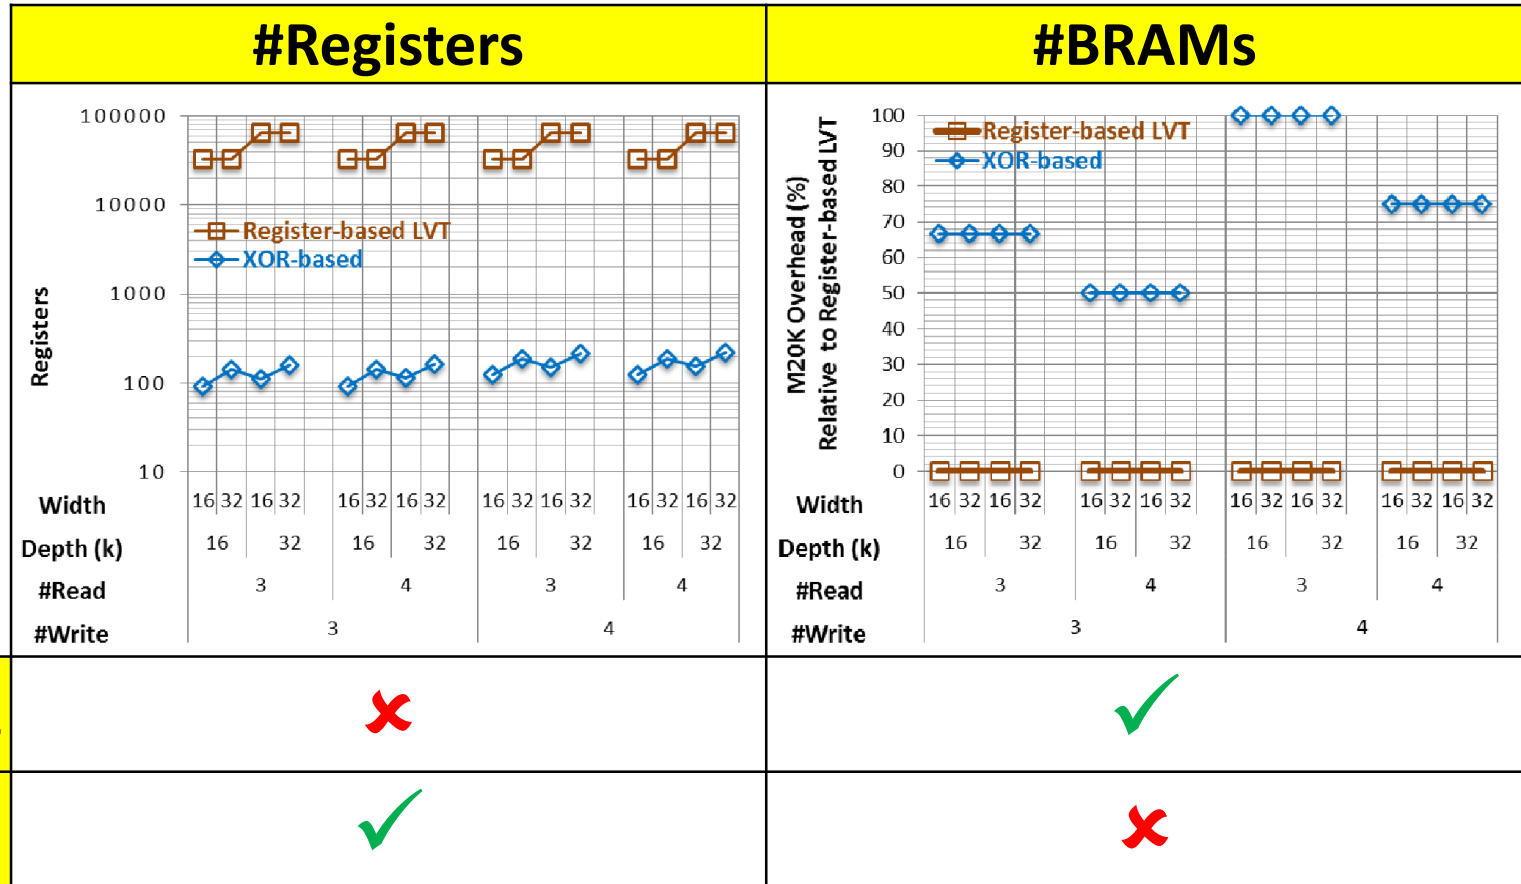 #Registers
#BRAMs
100000
10000
1000
100
10
Registers
Register-based LVT
XOR-based
Width 16 32 16 32 16 32 16 32 16 32 16 32 16 32 16 32
Depth (k) 16 32 16 32 16 32 16 32
#Read 3 4 3 4
#Write 3 4
100
90
80
70
60
50
40
30
20
10
0
M20K Overhead (%)
Relative to Register-based LVT
Register-based LVT
XOR-based
Width 16 32 16 32 16 32 16 32 16 32 16 32 16 32 16 32
Depth (k) 16 32 16 32 16 32 16 32
#Read 3 4 3 4
#Write 3 4